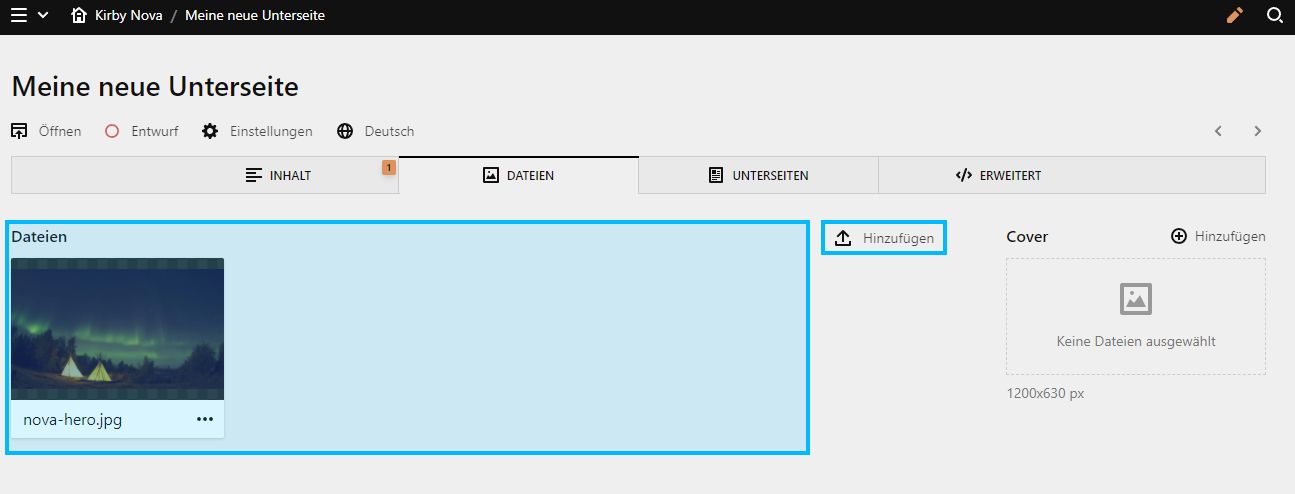 Kirby Nova / Meine neue Unterseite
Meine neue Unterseite
Öffnen Entwurf Einstellungen Deutsch
INHALT 1 DATEIEN UNTERSEITEN ERWEITERT
Dateien Hinzufügen Cover Hinzufügen
Keine Dateien ausgewählt
1200x630 px
nova-hero.jpg